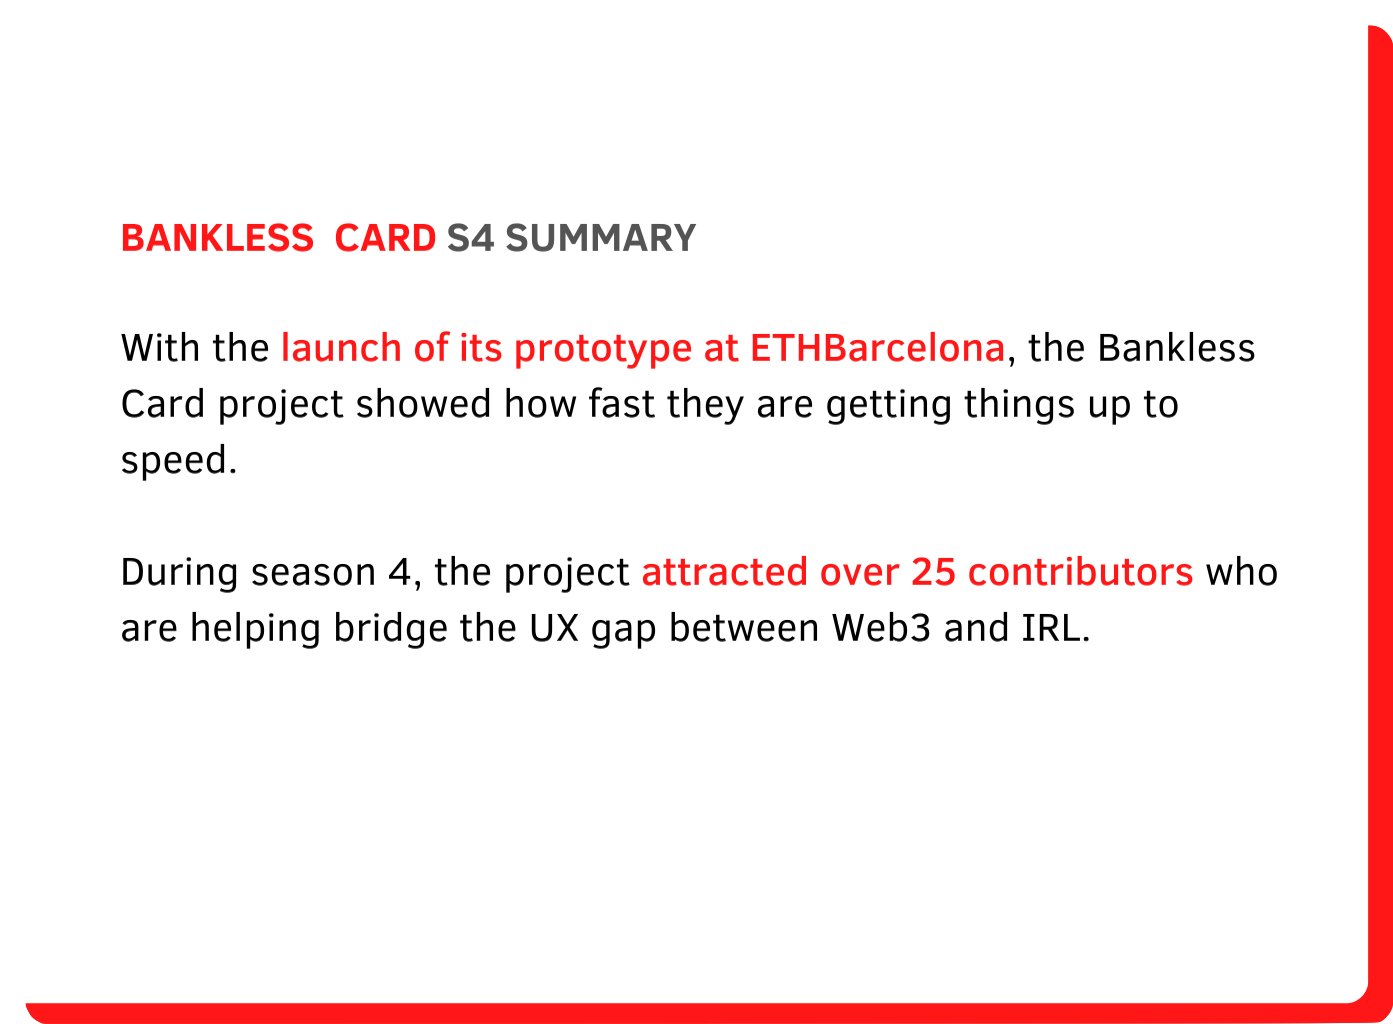 BANKLESS  CARD S4 SUMMARY
With the launch of its prototype at ETHBarcelona, the Bankless
Card project showed how fast they are getting things up to
speed.
During season 4, the project attracted over 25 contributors who
are helping bridge the UX gap between Web3 and IRL.